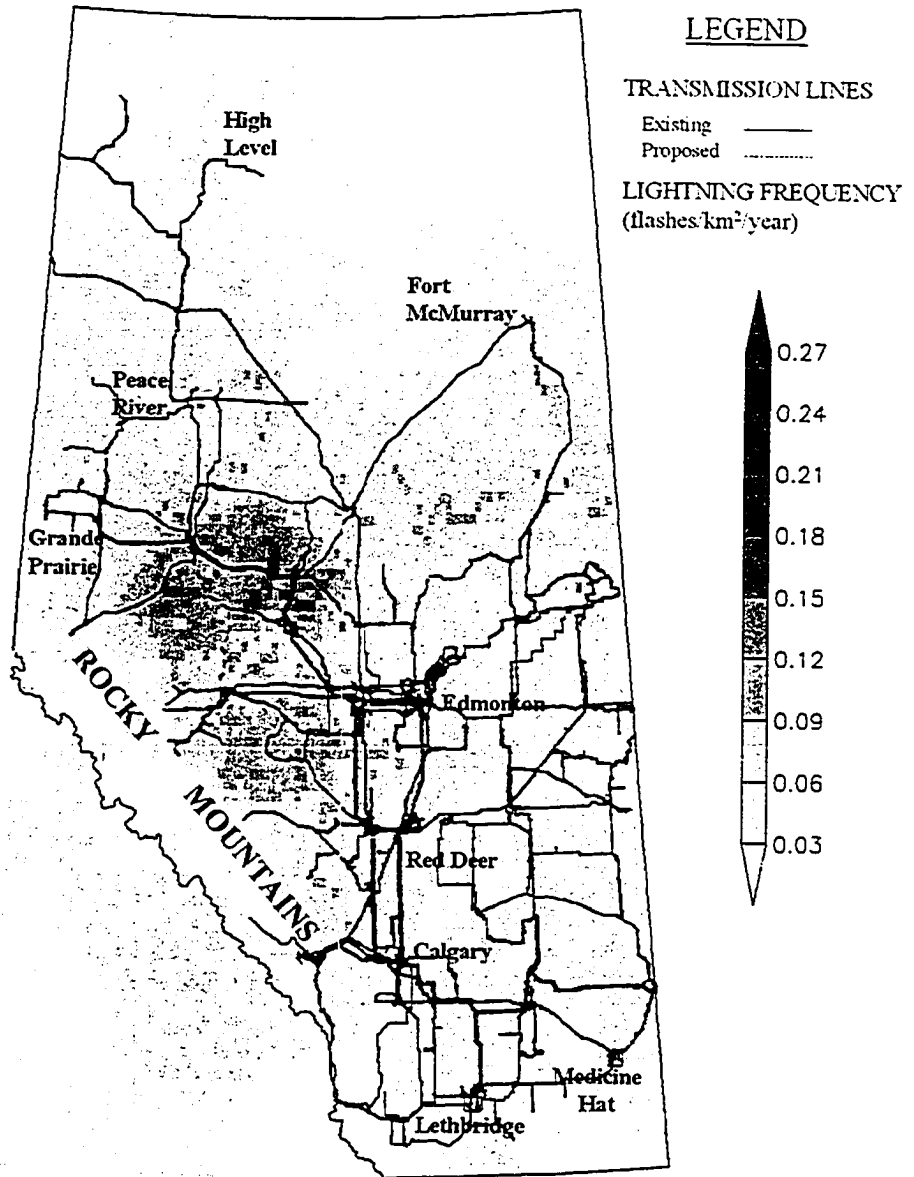 LEGEND
TRANSMISSION LINES
Existing
Proposed
LIGHTNING FREQUENCY
(flashes/km²/year)
0.27
0.24
0.21
0.18
0.15
0.12
0.09
0.06
0.03
High
Level
Fort
McMurray
Peace
River
Grande
Prairie
ROCKY MOUNTAINS
Edmonton
Red Deer
Calgary
Medicine
Hat
Lethbridge